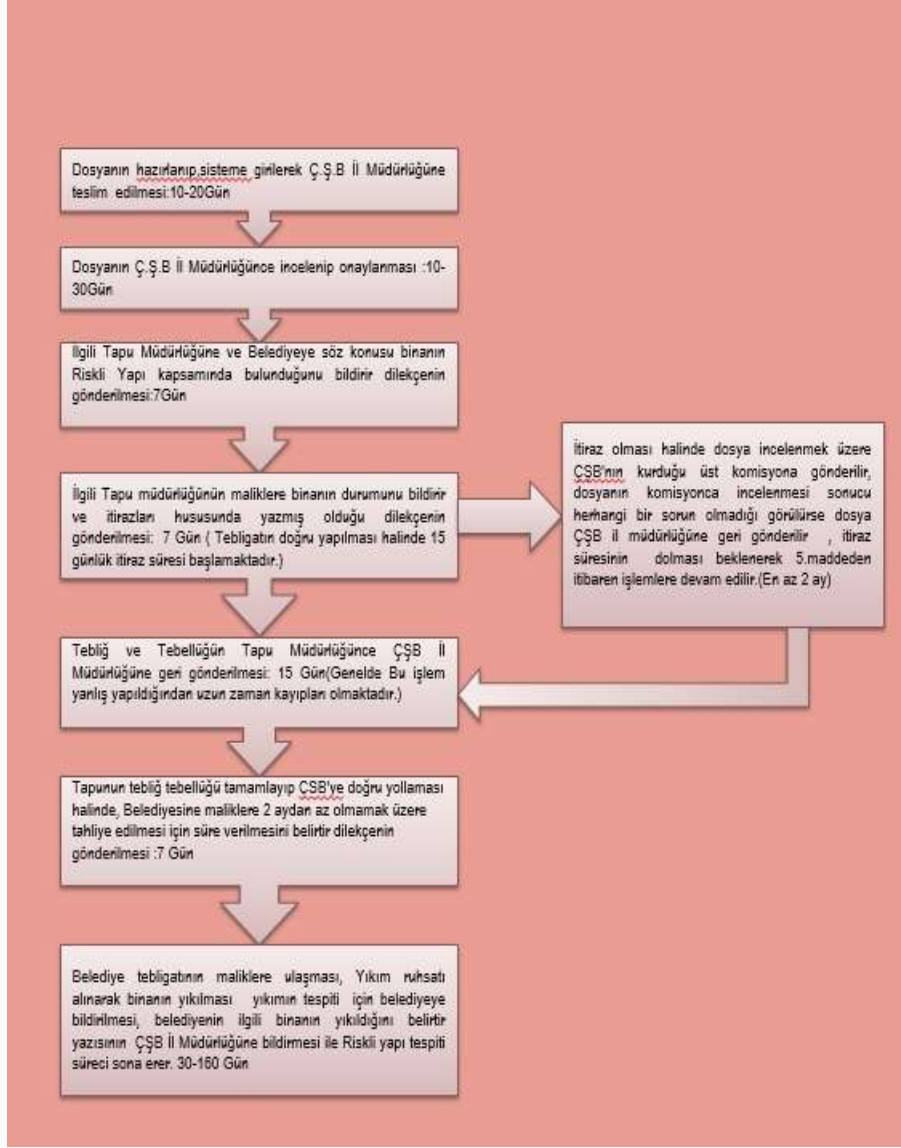 Dosyanın hazırlanıp,sisteme girilerek Ç.Ş.B İl Müdürlüğüne
teslim edilmesi:10-20Gün
Dosyanın Ç.Ş.B İl Müdürlüğünce incelenip onaylanması :10-
30Gün
İlgili Tapu Müdürlüğüne ve Belediyeye söz konusu binanın
Riskli Yapı kapsamında bulunduğunu bildirir dilekçenin
gönderilmesi:7Gün
İlgili Tapu müdürlüğünün maliklere binanın durumunu bildirir
ve itirazları hususunda yazmış olduğu dilekçenin
gönderilmesi: 7 Gün ( Tebligatın doğru yapılması halinde 15
günlük itiraz süresi başlamaktadır.)
İtiraz olması halinde dosya incelenmek üzere
ÇŞB'nın kurduğu üst komisyona gönderilir,
dosyanın komisyonca incelenmesi sonucu
herhangi bir sorun olmadığı görülürse dosya
ÇŞB il müdürlüğüne geri gönderilir , itiraz
süresinin dolması beklenerek 5.maddeden
itibaren işlemlere devam edilir.(En az 2 ay)
Tebliğ ve Tebellüğün Tapu Müdürlüğünce ÇŞB İl
Müdürlüğüne geri gönderilmesi: 15 Gün(Genelde Bu işlem
yanlış yapıldığından uzun zaman kayıpları olmaktadır.)
Tapunun tebliğ tebellüğü tamamlayıp ÇSB'ye doğru yollaması
halinde, Belediyesine maliklere 2 aydan az olmamak üzere
tahliye edilmesi için süre verilmesini belirtir dilekçenin
gönderilmesi :7 Gün
Belediye tebligatının maliklere ulaşması, Yıkım ruhsatı
alınarak binanın yıkılması yıkımın tespiti için belediyeye
bildirilmesi, belediyenin ilgili binanın yıkıldığını belirtir
yazısının ÇŞB İl Müdürlüğüne bildirmesi ile Riskli yapı tespiti
süreci sona erer. 30-160 Gün